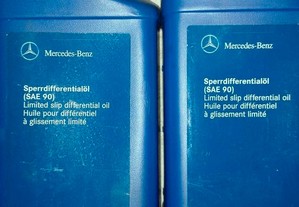 Mercedes-Benz
Sperrdifferentialöl
(SAE 90)
Limited slip differential oil
Huile pour différentiel
à glissement limité
Mercedes-Benz
Sperrdifferentialöl
(SAE 90)
Limited slip differential oil
Huile pour différentiel
à glissement limité